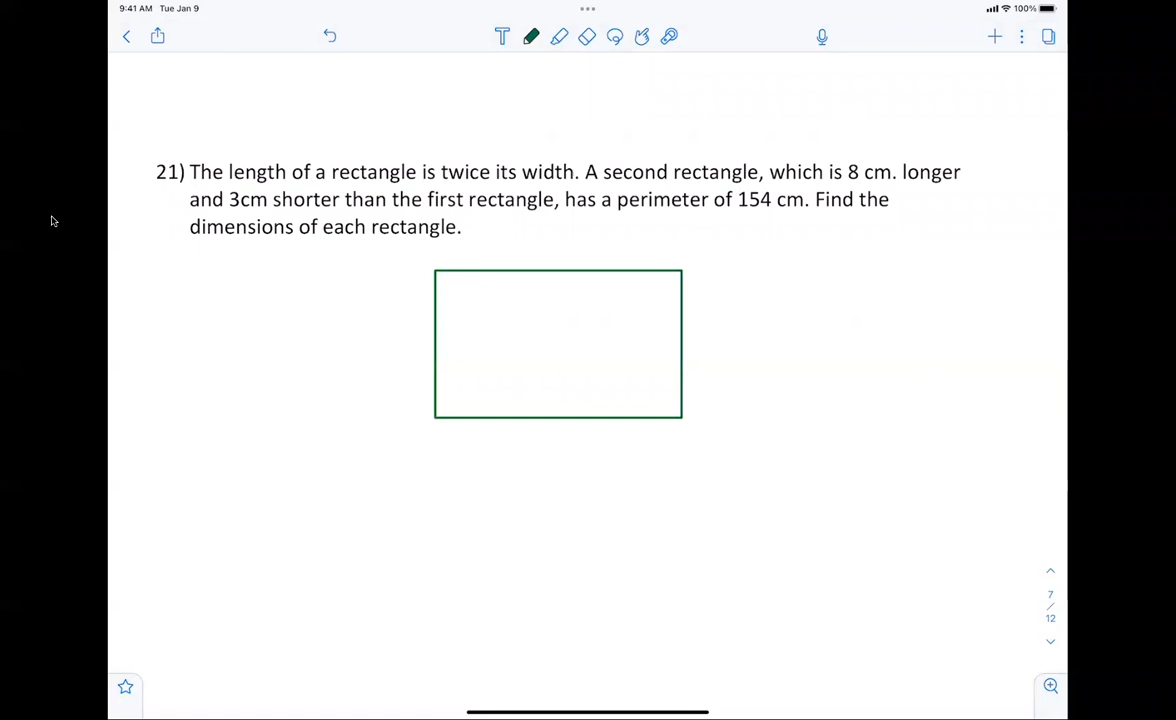 9:41 AM Tue Jan 9
100%
21) The length of a rectangle is twice its width. A second rectangle, which is 8 cm. longer
and 3cm shorter than the first rectangle, has a perimeter of 154 cm. Find the
dimensions of each rectangle.
7
/
12